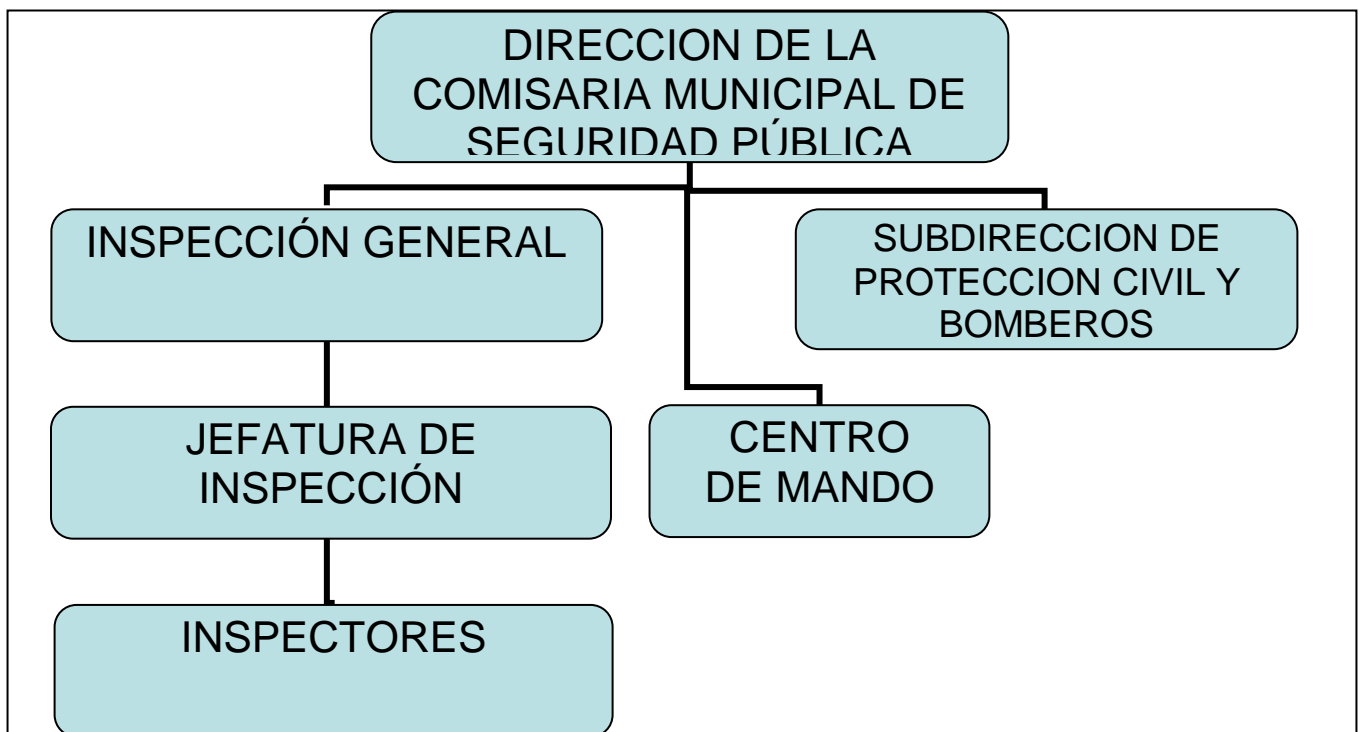 DIRECCION DE LA
COMISARIA MUNICIPAL DE
SEGURIDAD PÚBLICA
INSPECCIÓN GENERAL
SUBDIRECCION DE
PROTECCION CIVIL Y
BOMBEROS
JEFATURA DE
INSPECCIÓN
CENTRO
DE MANDO
INSPECTORES